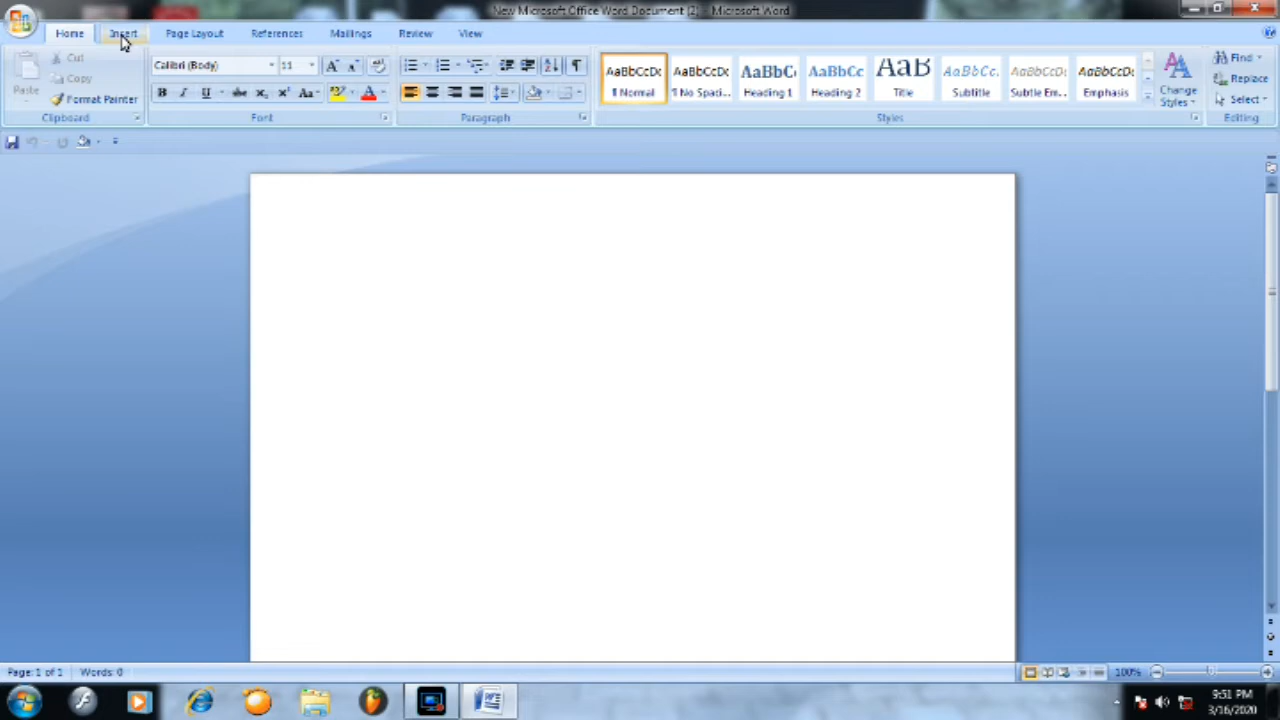 New Microsoft Office Word Document (2) - Microsoft Word
Home Insert Page Layout References Mailings Review View
Paste
Cut
Copy
Format Painter
Clipboard
Calibri (Body) 11
Font
Paragraph
AaBbCcDc AaBbCcDc AaBbC AaBbCc AaB AaBbCc. AaBbCcDc AaBbCcDc
¶ Normal ¶ No Spaci... Heading 1 Heading 2 Title Subtitle Subtle Em... Emphasis
Change
Styles
Styles
Find
Replace
Select
Editing
Page: 1 of 1 Words: 0 100%
9:51 PM
3/16/2020